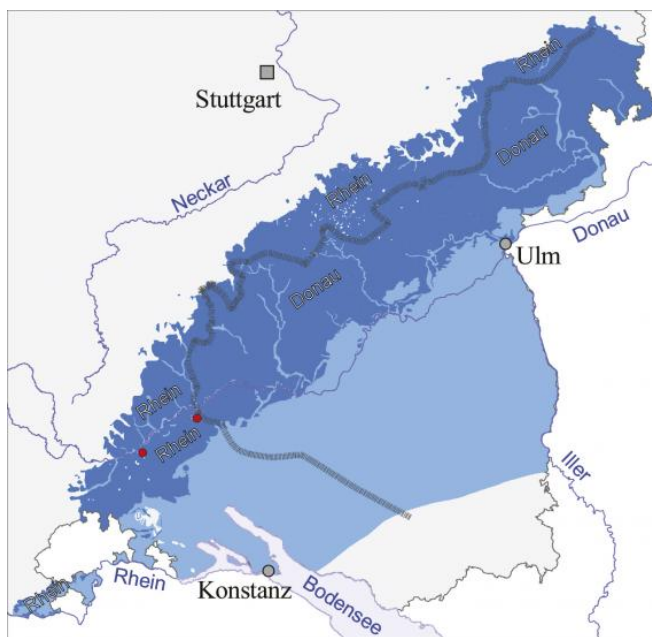 Rhein
Stuttgart
Donau
Rhein
Neckar
Donau
Ulm
Donau
Rhein
Rhein
Iller
Rhein
Rhein
Konstanz
Bodensee